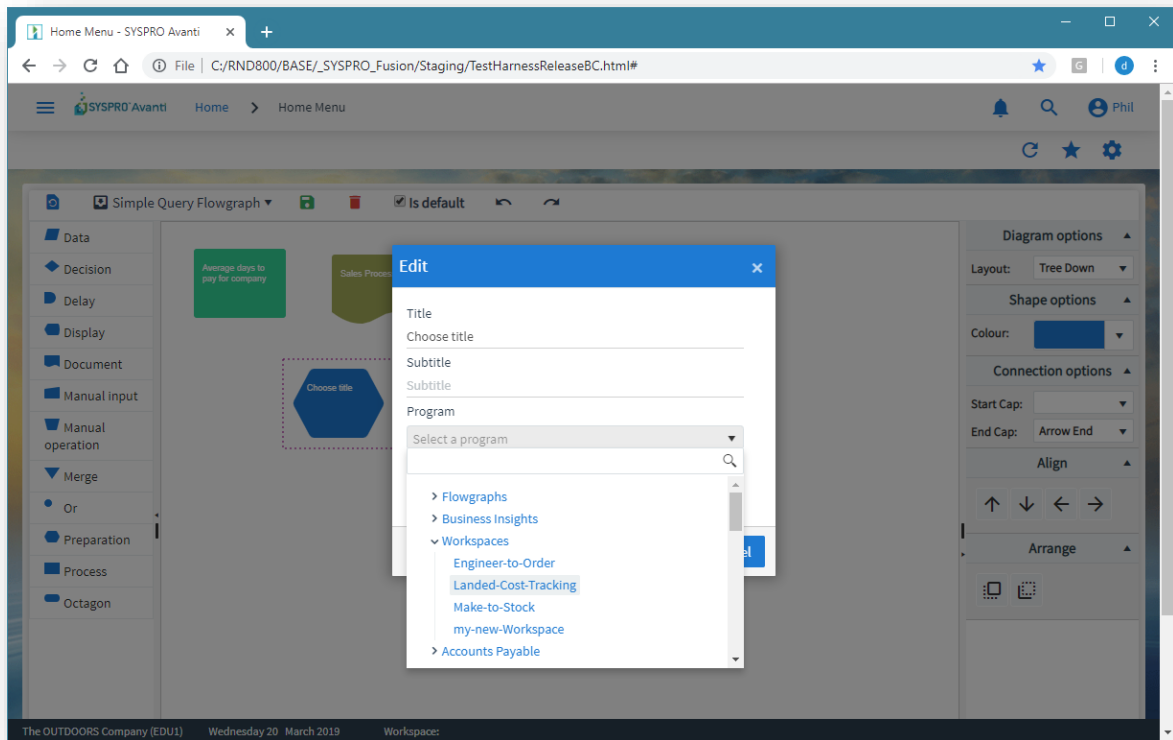 Home Menu - SYSPRO Avanti
File | C:/RND800/BASE/_SYSPRO_Fusion/Staging/TestHarnessReleaseBC.html#
G
d
SYSPRO Avanti Home > Home Menu
Phil
Simple Query Flowgraph
Is default
Data
Decision
Delay
Display
Document
Manual input
Manual
operation
Merge
Or
Preparation
Process
Octagon
Average days to
pay for company
Sales Proces
Choose title
Edit
Title
Choose title
Subtitle
Subtitle
Program
Select a program
Flowgraphs
Business Insights
Workspaces
Engineer-to-Order
Landed-Cost-Tracking
Make-to-Stock
my-new-Workspace
Accounts Payable
el
Diagram options
Layout: Tree Down
Shape options
Colour:
Connection options
Start Cap:
End Cap: Arrow End
Align
Arrange
The OUTDOORS Company (EDU1) Wednesday 20 March 2019 Workspace: